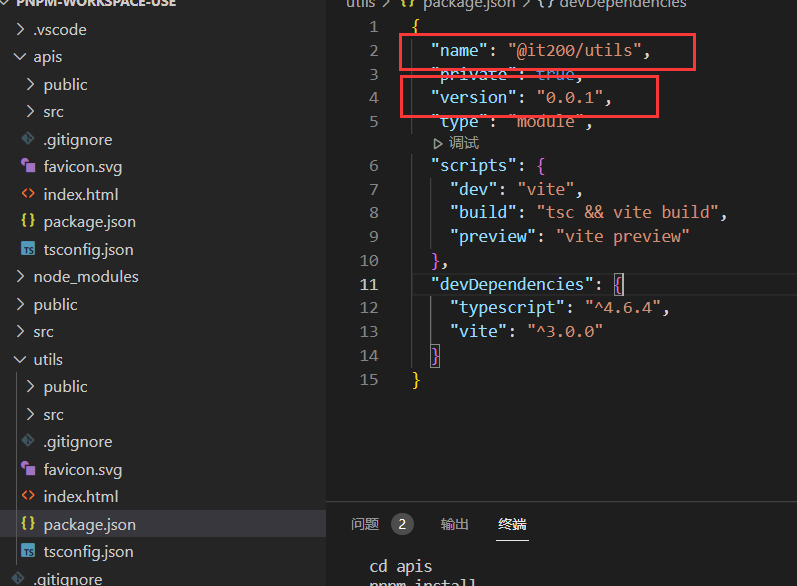 PNPM-WORKSPACE-USE
.vscode
apis
public
src
.gitignore
favicon.svg
index.html
package.json
tsconfig.json
node_modules
public
src
utils
public
src
.gitignore
favicon.svg
index.html
package.json
tsconfig.json
.gitignore
utils > {} package.json > {} devDependencies
1 {
2 "name": "@it200/utils",
3 "private": true,
4 "version": "0.0.1",
5 "type": "module",
调试
6 "scripts": {
7 "dev": "vite",
8 "build": "tsc && vite build",
9 "preview": "vite preview"
10 },
11 "devDependencies": {
12 "typescript": "^4.6.4",
13 "vite": "^3.0.0"
14 }
15 }
问题 2 输出 终端
cd apis
pnpm install